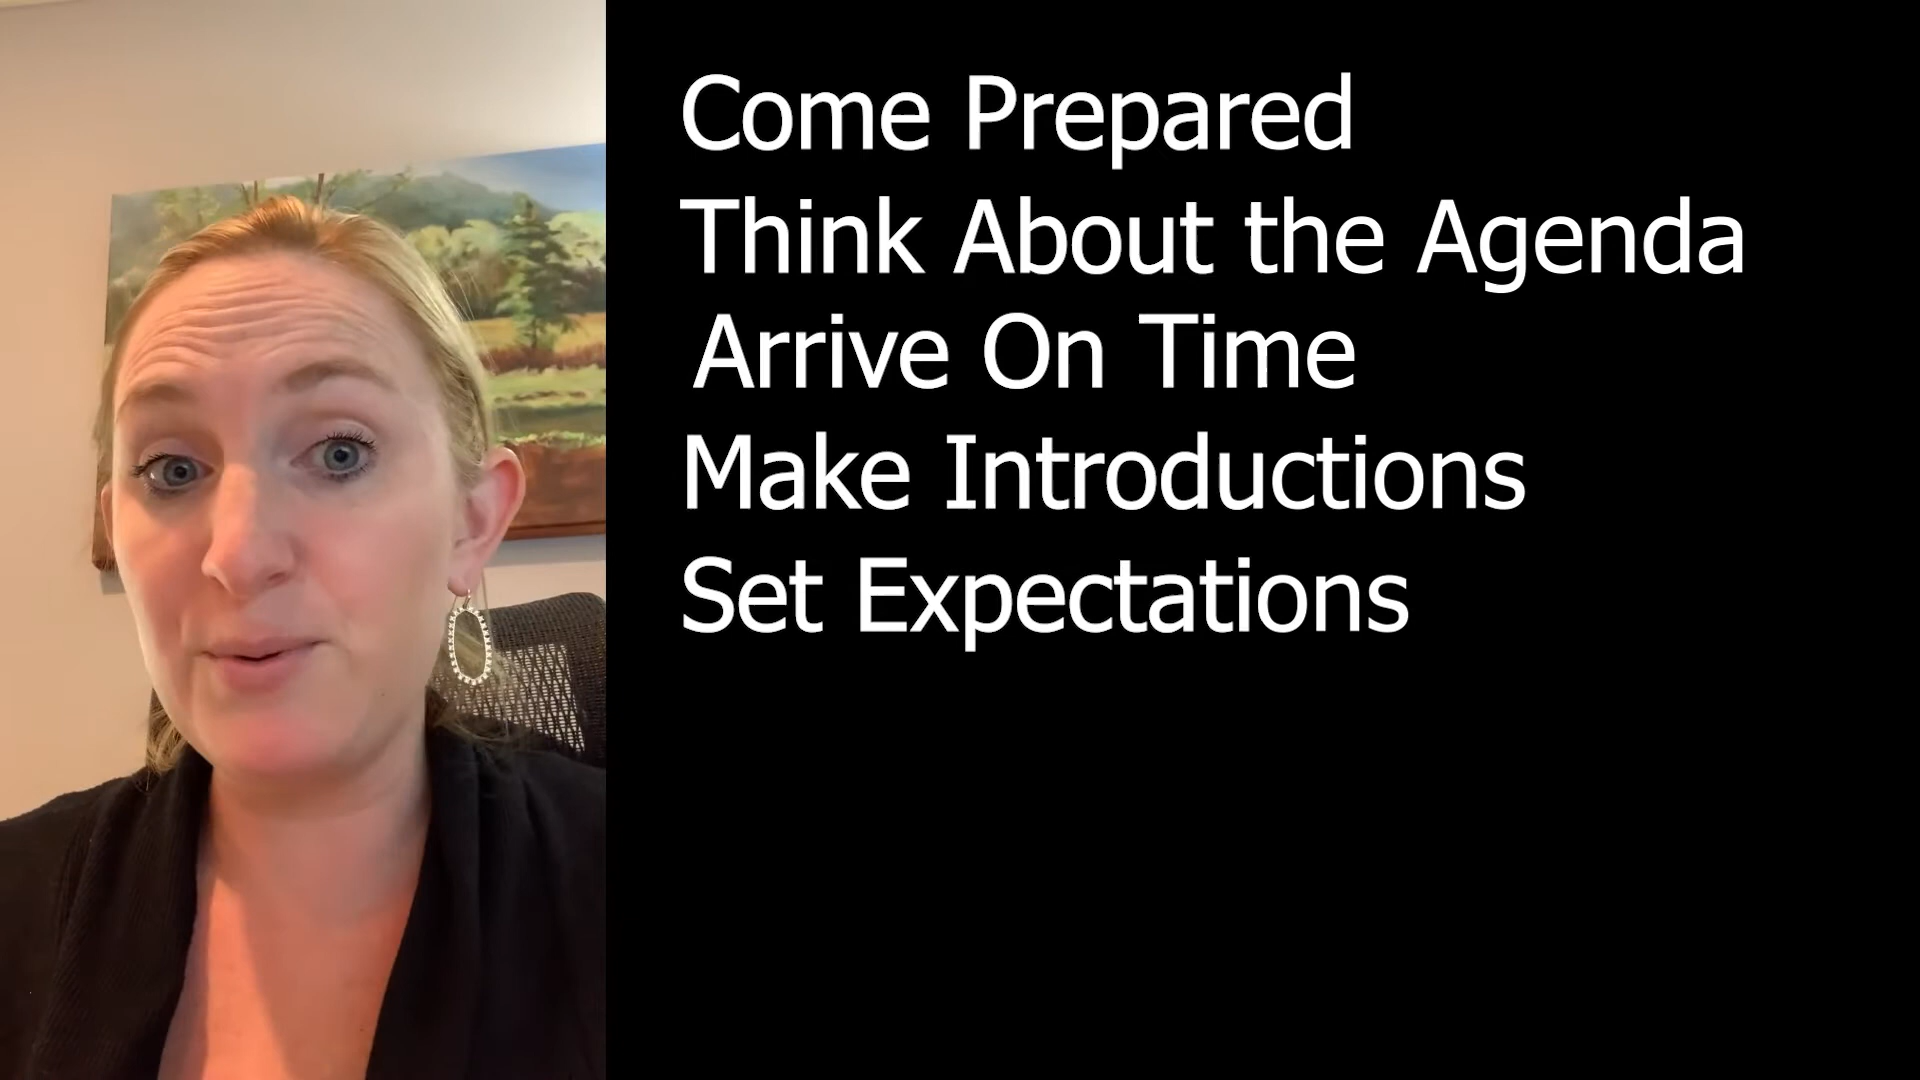 Come Prepared
Think About the Agenda
Arrive On Time
Make Introductions
Set Expectations